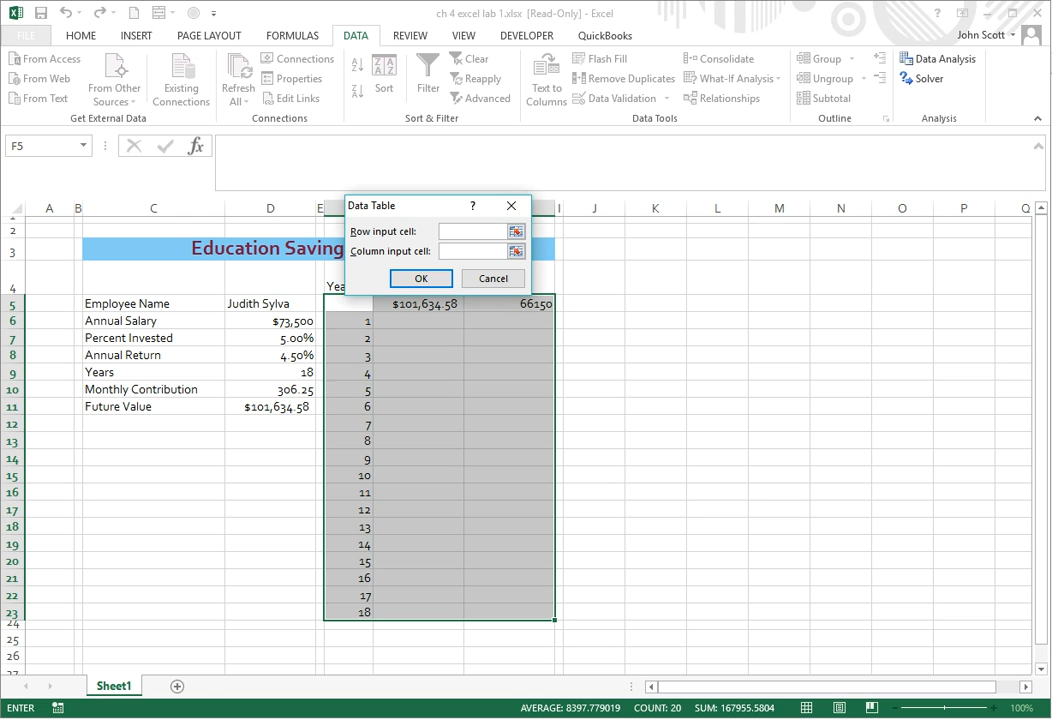 ch 4 excel lab 1.xlsx [Read-Only] - Excel
FILE HOME INSERT PAGE LAYOUT FORMULAS DATA REVIEW VIEW DEVELOPER QuickBooks John Scott
From Access
From Web
From Text
From Other Sources
Existing Connections
Get External Data
Refresh All
Connections
Properties
Edit Links
Connections
Sort
Filter
Clear
Reapply
Advanced
Sort & Filter
Text to Columns
Flash Fill
Remove Duplicates
Data Validation
Consolidate
What-If Analysis
Relationships
Data Tools
Group
Ungroup
Subtotal
Outline
Data Analysis
Solver
Analysis
F5 fx
A B C D E I J K L M N O P Q
Data Table ?
Row input cell:
Column input cell:
OK Cancel
2
3 Education Saving
4 Yea
5 Employee Name Judith Sylva $101,634.58 66150
6 Annual Salary $73,500 1
7 Percent Invested 5.00% 2
8 Annual Return 4.50% 3
9 Years 18 4
10 Monthly Contribution 306.25 5
11 Future Value $101,634.58 6
12 7
13 8
14 9
15 10
16 11
17 12
18 13
19 14
20 15
21 16
22 17
23 18
24
25
26
27
Sheet1
ENTER AVERAGE: 8397.779019 COUNT: 20 SUM: 167955.5804 100%